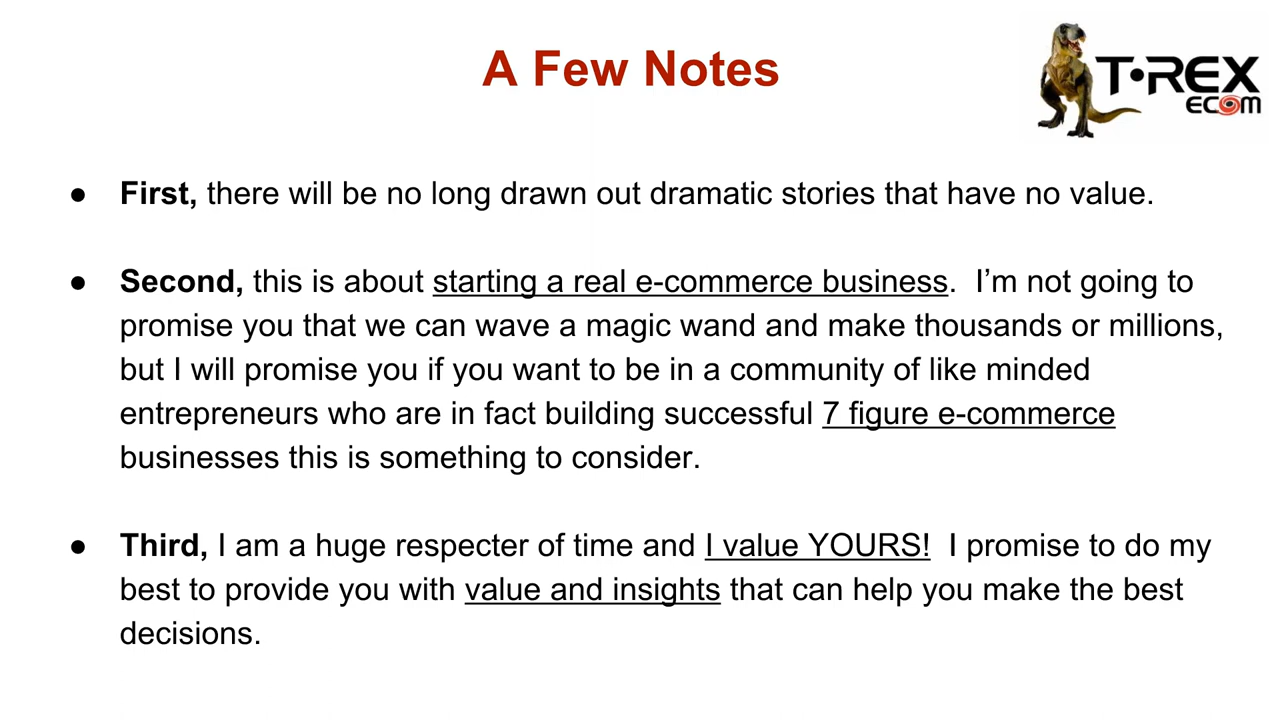 A Few Notes
T•REX
ECOM
● First, there will be no long drawn out dramatic stories that have no value.
● Second, this is about starting a real e-commerce business.  I’m not going to
promise you that we can wave a magic wand and make thousands or millions,
but I will promise you if you want to be in a community of like minded
entrepreneurs who are in fact building successful 7 figure e-commerce
businesses this is something to consider.
● Third, I am a huge respecter of time and I value YOURS!  I promise to do my
best to provide you with value and insights that can help you make the best
decisions.